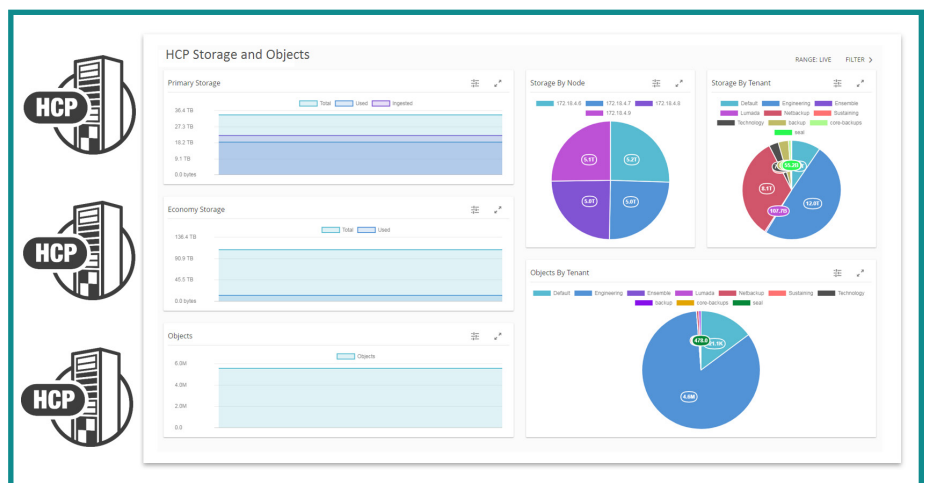 HCP
HCP
HCP
HCP Storage and Objects
RANGE: LIVE FILTER >
Primary Storage
Total Used Ingested
36.4 TB
27.3 TB
18.2 TB
9.1 TB
0.0 bytes
Economy Storage
Total Used
136.4 TB
90.9 TB
45.5 TB
0.0 bytes
Objects
Objects
6.0M
4.0M
2.0M
0.0
Storage By Node
172.18.4.6 172.18.4.7 172.18.4.8
172.18.4.9
5.1T
5.2T
5.0T
5.0T
Storage By Tenant
Default Engineering Ensemble
Lumada Netbackup Sustaining
Technology backup core-backups
seal
8.1T
12.0T
Objects By Tenant
Default Engineering Ensemble Lumada Netbackup Sustaining Technology
backup core-backups seal
478.0
4.6M